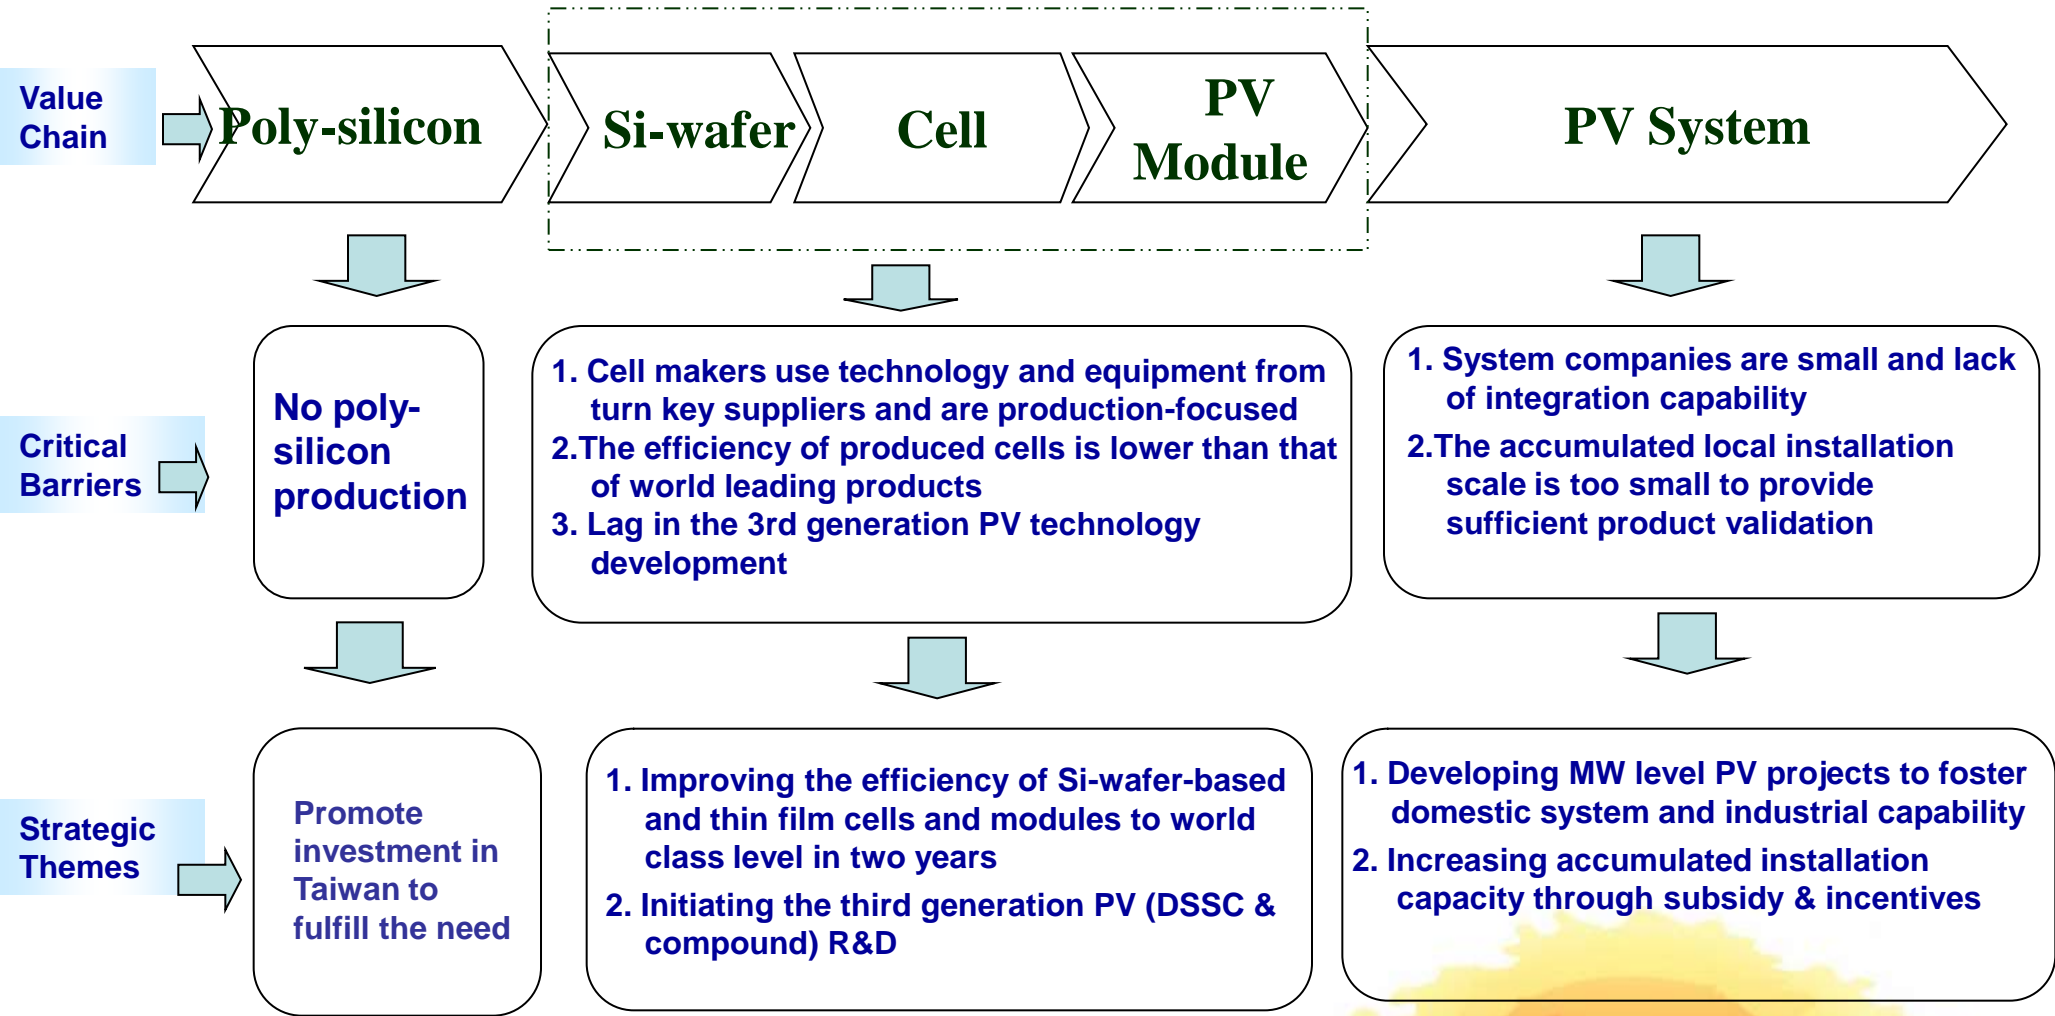 Value
Chain
Poly-silicon
Si-wafer
Cell
PV
Module
PV System
Critical
Barriers
No poly-
silicon
production
1. Cell makers use technology and equipment from
turn key suppliers and are production-focused
2.The efficiency of produced cells is lower than that
of world leading products
3. Lag in the 3rd generation PV technology
development
1. System companies are small and lack
of integration capability
2.The accumulated local installation
scale is too small to provide
sufficient product validation
Strategic
Themes
Promote
investment in
Taiwan to
fulfill the need
1. Improving the efficiency of Si-wafer-based
and thin film cells and modules to world
class level in two years
2. Initiating the third generation PV (DSSC &
compound) R&D
1. Developing MW level PV projects to foster
domestic system and industrial capability
2. Increasing accumulated installation
capacity through subsidy & incentives